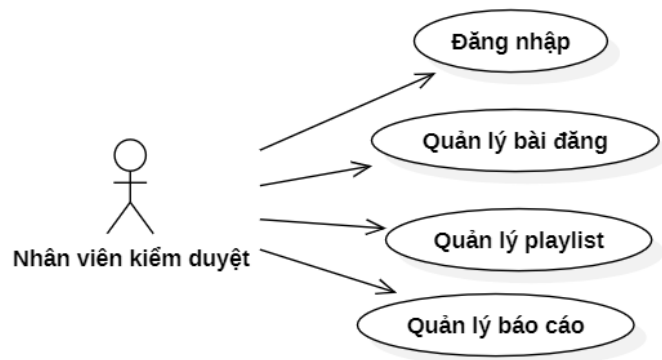 Đăng nhập
Quản lý bài đăng
Nhân viên kiểm duyệt
Quản lý playlist
Quản lý báo cáo